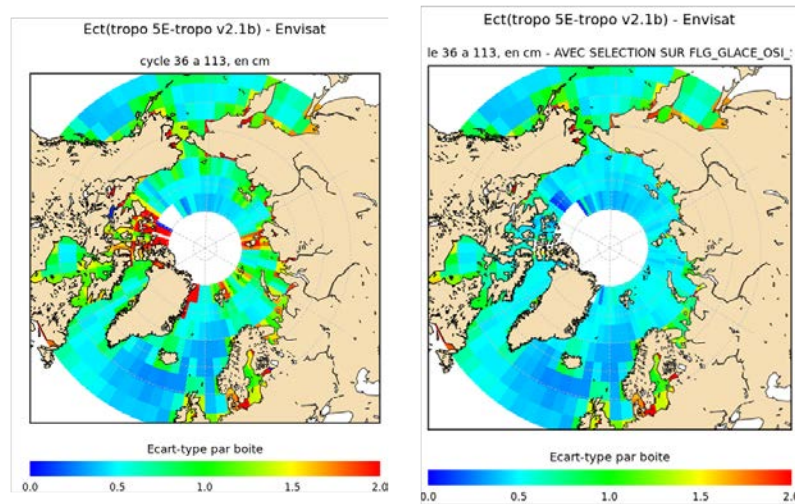 Ect(tropo 5E-tropo v2.1b) - Envisat
cycle 36 a 113, en cm
Ecart-type par boite
0.0 0.5 1.0 1.5 2.0
Ect(tropo 5E-tropo v2.1b) - Envisat
le 36 a 113, en cm - AVEC SELECTION SUR FLG_GLACE_OSI_
Ecart-type par boite
0.0 0.5 1.0 1.5 2.0